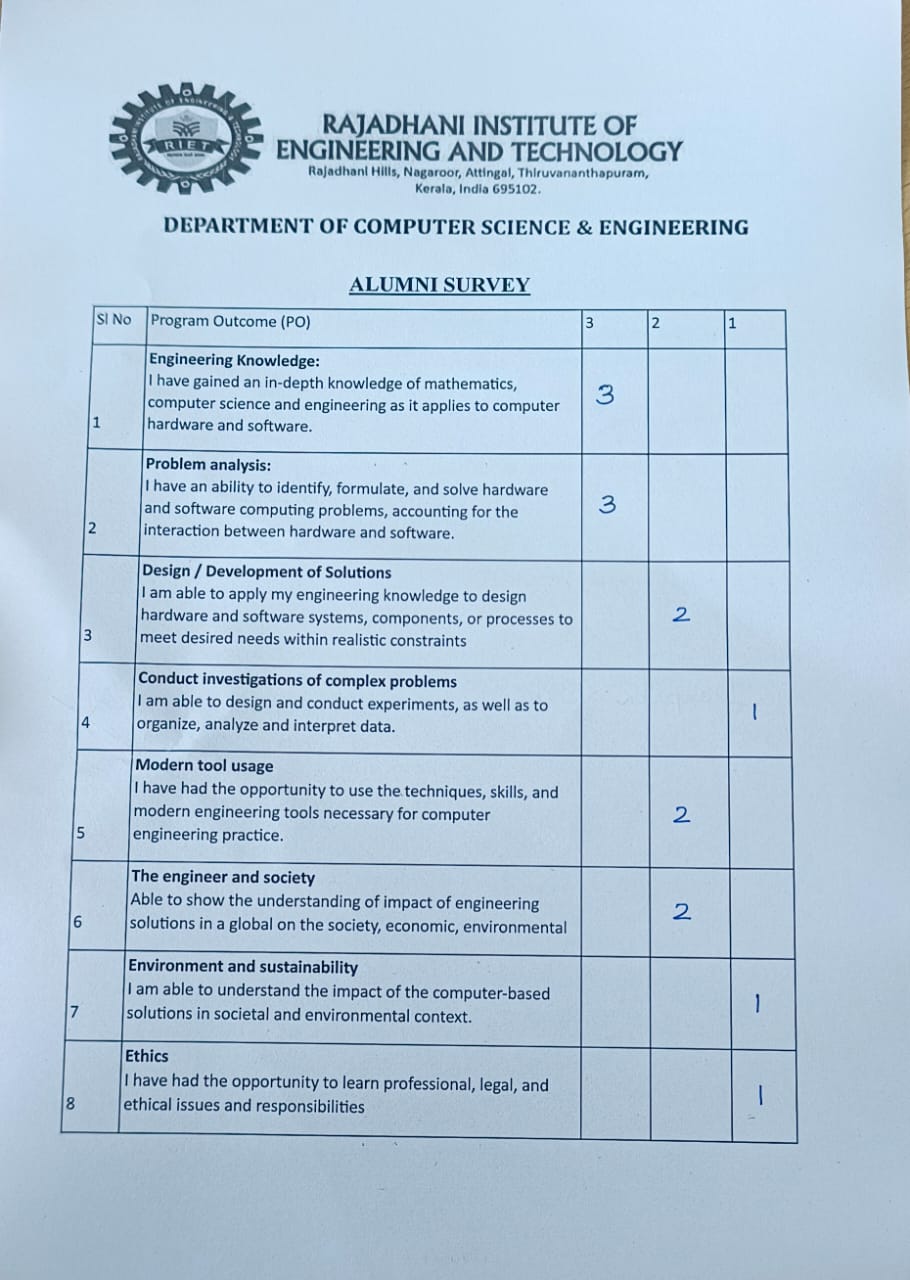 RIET
RAJADHANI INSTITUTE OF
ENGINEERING AND TECHNOLOGY
Rajadhani Hills, Nagaroor, Attingal, Thiruvananthapuram,
Kerala, India 695102.
DEPARTMENT OF COMPUTER SCIENCE & ENGINEERING
ALUMNI SURVEY
Sl No Program Outcome (PO) 3 2 1
Engineering Knowledge:
I have gained an in-depth knowledge of mathematics,
computer science and engineering as it applies to computer 3
1 hardware and software.
Problem analysis:
I have an ability to identify, formulate, and solve hardware
and software computing problems, accounting for the 3
2 interaction between hardware and software.
Design / Development of Solutions
I am able to apply my engineering knowledge to design
hardware and software systems, components, or processes to 2
3 meet desired needs within realistic constraints
Conduct investigations of complex problems
I am able to design and conduct experiments, as well as to 1
4 organize, analyze and interpret data.
Modern tool usage
I have had the opportunity to use the techniques, skills, and
modern engineering tools necessary for computer 2
5 engineering practice.
The engineer and society
Able to show the understanding of impact of engineering 2
6 solutions in a global on the society, economic, environmental
Environment and sustainability
I am able to understand the impact of the computer-based 1
7 solutions in societal and environmental context.
Ethics
I have had the opportunity to learn professional, legal, and 1
8 ethical issues and responsibilities